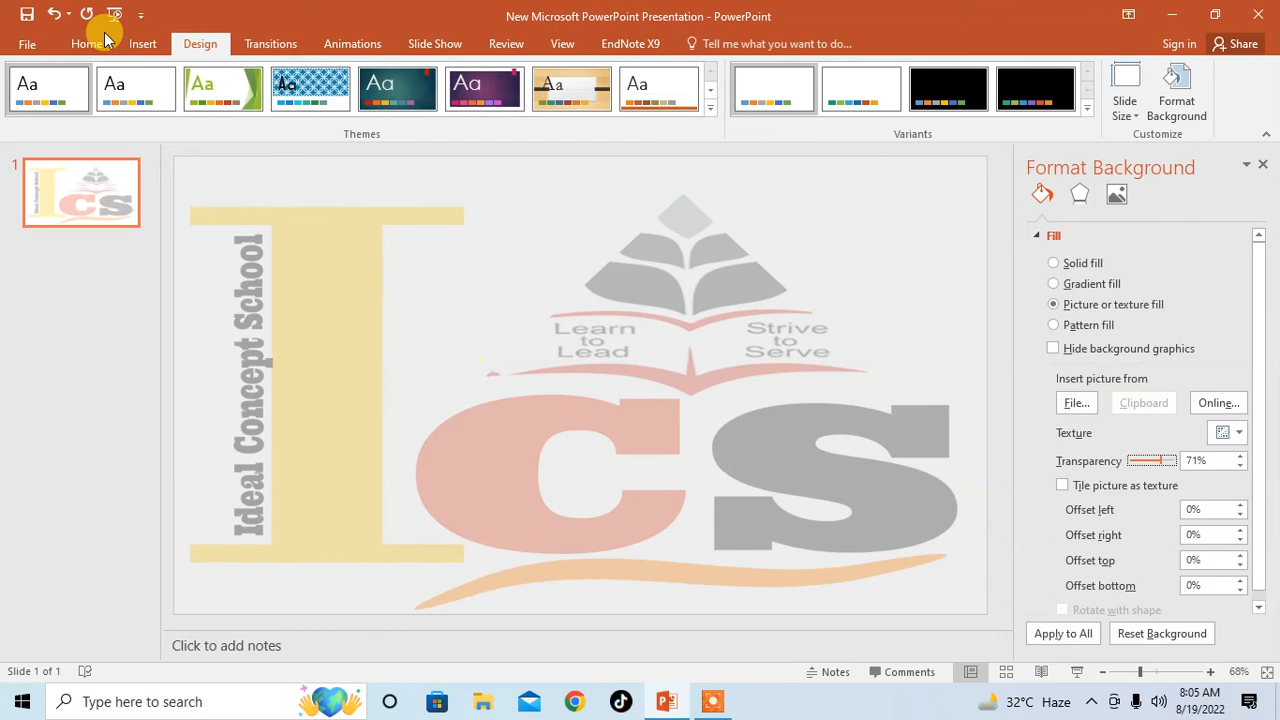 New Microsoft PowerPoint Presentation - PowerPoint
File Home Insert Design Transitions Animations Slide Show Review View EndNote X9 Tell me what you want to do... Sign in Share
Aa Aa Aa Aa Aa Aa Aa Aa
Slide Size
Format Background
Themes Variants Customize
1
Format Background
Fill
Solid fill
Gradient fill
Picture or texture fill
Pattern fill
Hide background graphics
Insert picture from
File... Clipboard Online...
Texture
Transparency 71%
Tile picture as texture
Offset left 0%
Offset right 0%
Offset top 0%
Offset bottom 0%
Rotate with shape
Apply to All Reset Background
I
Ideal Concept School
Learn to Lead
Strive to Serve
CS
Click to add notes
Slide 1 of 1 Notes Comments 68%
Type here to search 32°C Haze 8:05 AM
8/19/2022